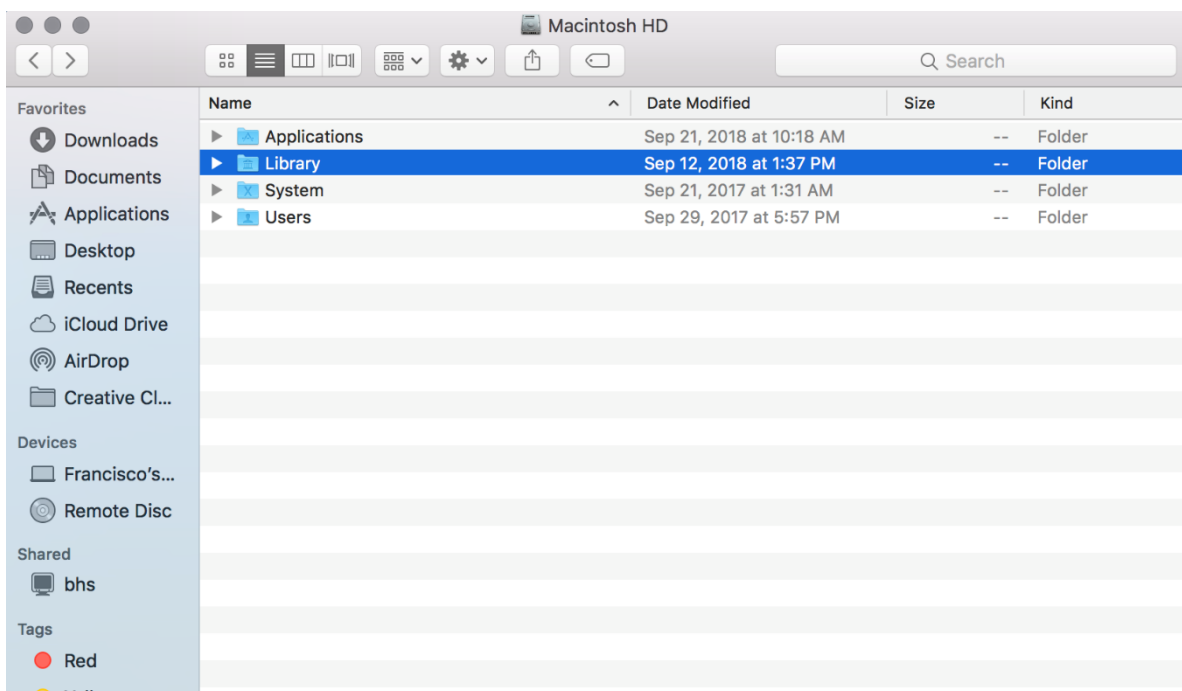 Macintosh HD
Search
Favorites
Downloads
Documents
Applications
Desktop
Recents
iCloud Drive
AirDrop
Creative Cl...
Devices
Francisco's...
Remote Disc
Shared
bhs
Tags
Red
Name Date Modified Size Kind
Applications Sep 21, 2018 at 10:18 AM -- Folder
Library Sep 12, 2018 at 1:37 PM -- Folder
System Sep 21, 2017 at 1:31 AM -- Folder
Users Sep 29, 2017 at 5:57 PM -- Folder